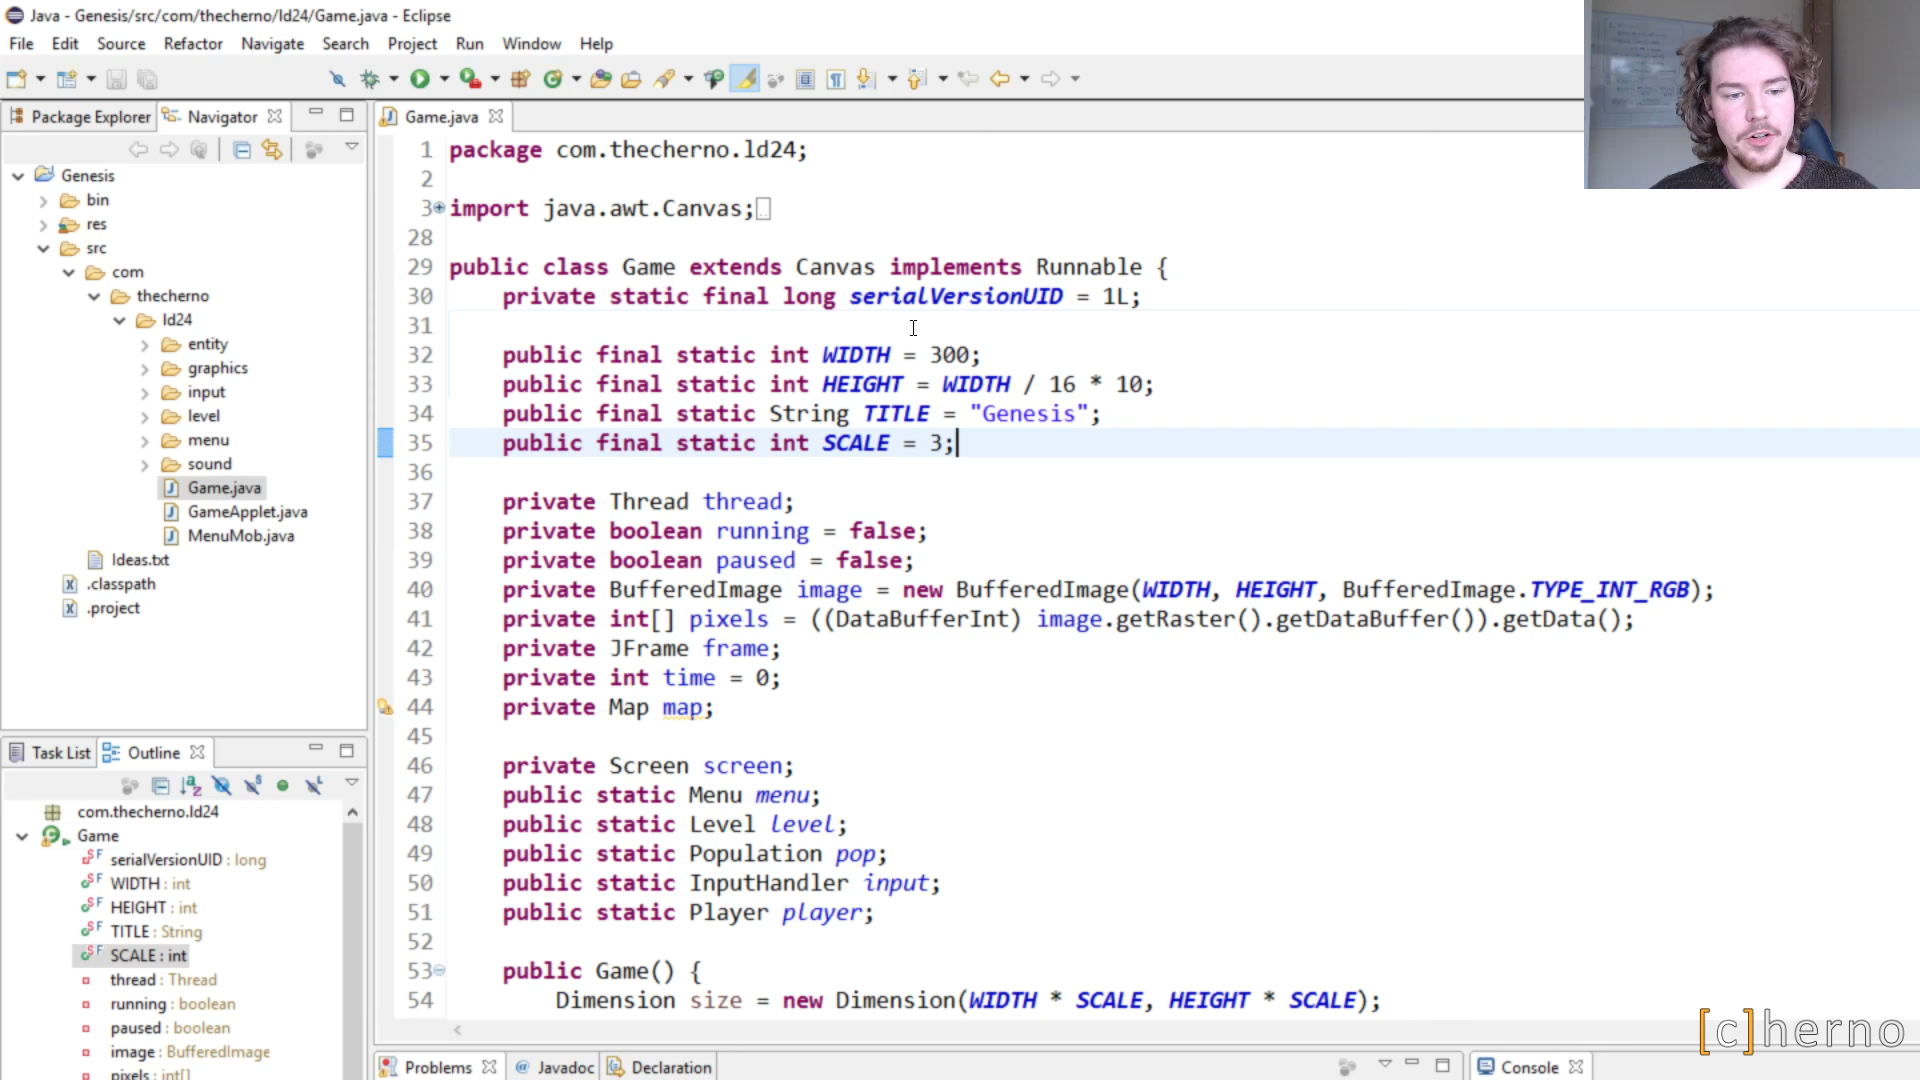 Java - Genesis/src/com/thecherno/ld24/Game.java - Eclipse
File Edit Source Refactor Navigate Search Project Run Window Help
Package Explorer Navigator
Genesis
bin
res
src
com
thecherno
ld24
entity
graphics
input
level
menu
sound
Game.java
GameApplet.java
MenuMob.java
Ideas.txt
.classpath
.project
Task List Outline
com.thecherno.ld24
Game
serialVersionUID : long
WIDTH : int
HEIGHT : int
TITLE : String
SCALE : int
thread : Thread
running : boolean
paused : boolean
image : BufferedImage
pixels : int[]
Game.java
1 package com.thecherno.ld24;
2
3 import java.awt.Canvas;
28
29 public class Game extends Canvas implements Runnable {
30 private static final long serialVersionUID = 1L;
31
32 public final static int WIDTH = 300;
33 public final static int HEIGHT = WIDTH / 16 * 10;
34 public final static String TITLE = "Genesis";
35 public final static int SCALE = 3;
36
37 private Thread thread;
38 private boolean running = false;
39 private boolean paused = false;
40 private BufferedImage image = new BufferedImage(WIDTH, HEIGHT, BufferedImage.TYPE_INT_RGB);
41 private int[] pixels = ((DataBufferInt) image.getRaster().getDataBuffer()).getData();
42 private JFrame frame;
43 private int time = 0;
44 private Map map;
45
46 private Screen screen;
47 public static Menu menu;
48 public static Level level;
49 public static Population pop;
50 public static InputHandler input;
51 public static Player player;
52
53 public Game() {
54 Dimension size = new Dimension(WIDTH * SCALE, HEIGHT * SCALE);
[c]herno
Problems Javadoc Declaration Console